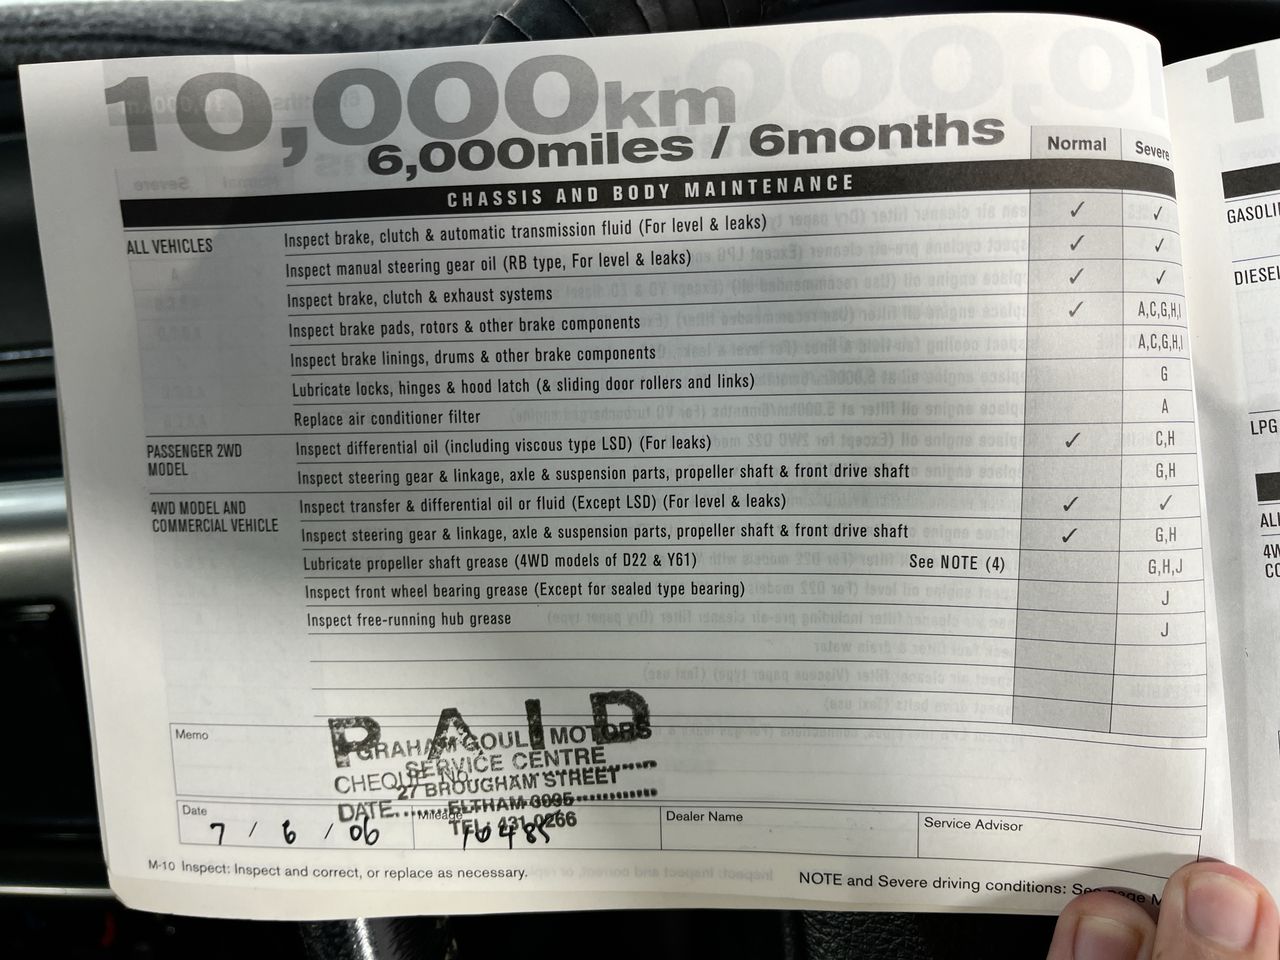 10,000km
6,000miles / 6months
Normal Severe
CHASSIS AND BODY MAINTENANCE
ALL VEHICLES Inspect brake, clutch & automatic transmission fluid (For level & leaks) ✓ ✓
Inspect manual steering gear oil (RB type, For level & leaks) ✓ ✓
Inspect brake, clutch & exhaust systems ✓ ✓
Inspect brake pads, rotors & other brake components ✓ A,C,G,H,I
Inspect brake linings, drums & other brake components A,C,G,H,I
Lubricate locks, hinges & hood latch (& sliding door rollers and links) G
Replace air conditioner filter A
PASSENGER 2WD MODEL Inspect differential oil (including viscous type LSD) (For leaks) ✓ C,H
Inspect steering gear & linkage, axle & suspension parts, propeller shaft & front drive shaft G,H
4WD MODEL AND COMMERCIAL VEHICLE Inspect transfer & differential oil or fluid (Except LSD) (For level & leaks) ✓ ✓
Inspect steering gear & linkage, axle & suspension parts, propeller shaft & front drive shaft ✓ G,H
Lubricate propeller shaft grease (4WD models of D22 & Y61) See NOTE (4) G,H,J
Inspect front wheel bearing grease (Except for sealed type bearing) J
Inspect free-running hub grease J
Memo
PAID
GRAHAM GOULD MOTORS
SERVICE CENTRE
CHEQUE No.
27 BROUGHAM STREET
DATE
ELTHAM 3095
TEL: 431 0266
Date Mileage Dealer Name Service Advisor
7 / 6 / 06 10485
M-10 Inspect: Inspect and correct, or replace as necessary.
NOTE and Severe driving conditions: See page M
1
GASOLI
DIESEL
LPG
ALL
4W
CO